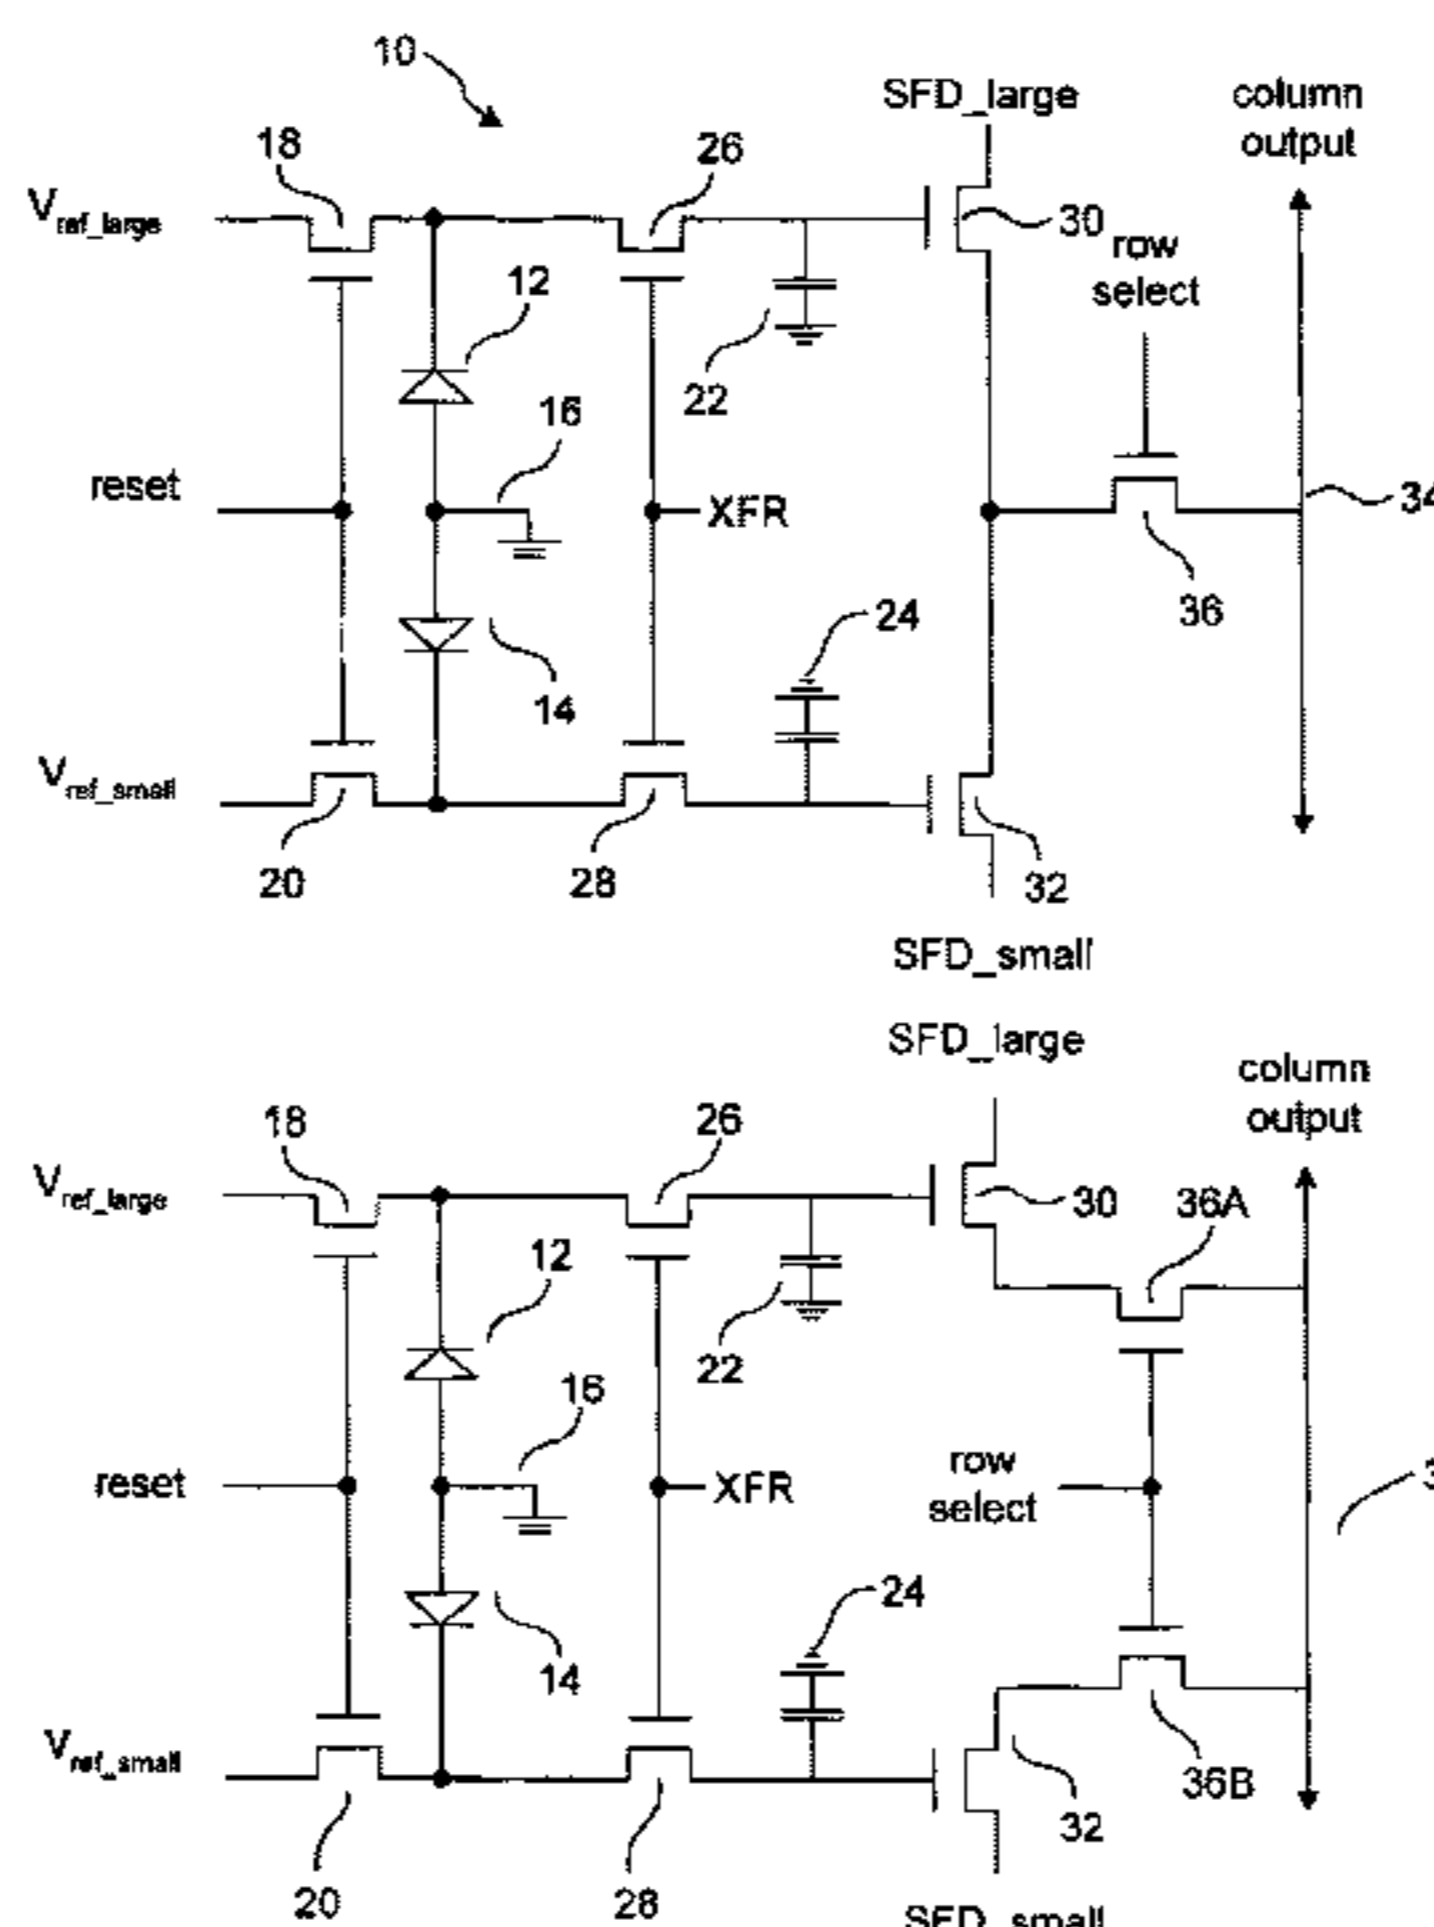 10
SFD_large
column
output
18
26
Vref_large
30
row
select
12
22
16
reset
XFR
34
36
24
14
Vref_small
20
28
32
SFD_small
SFD_large
column
output
18
26
Vref_large
30
36A
12
22
16
row
select
reset
XFR
24
14
Vref_small
36B
32
20
28
SFD_small